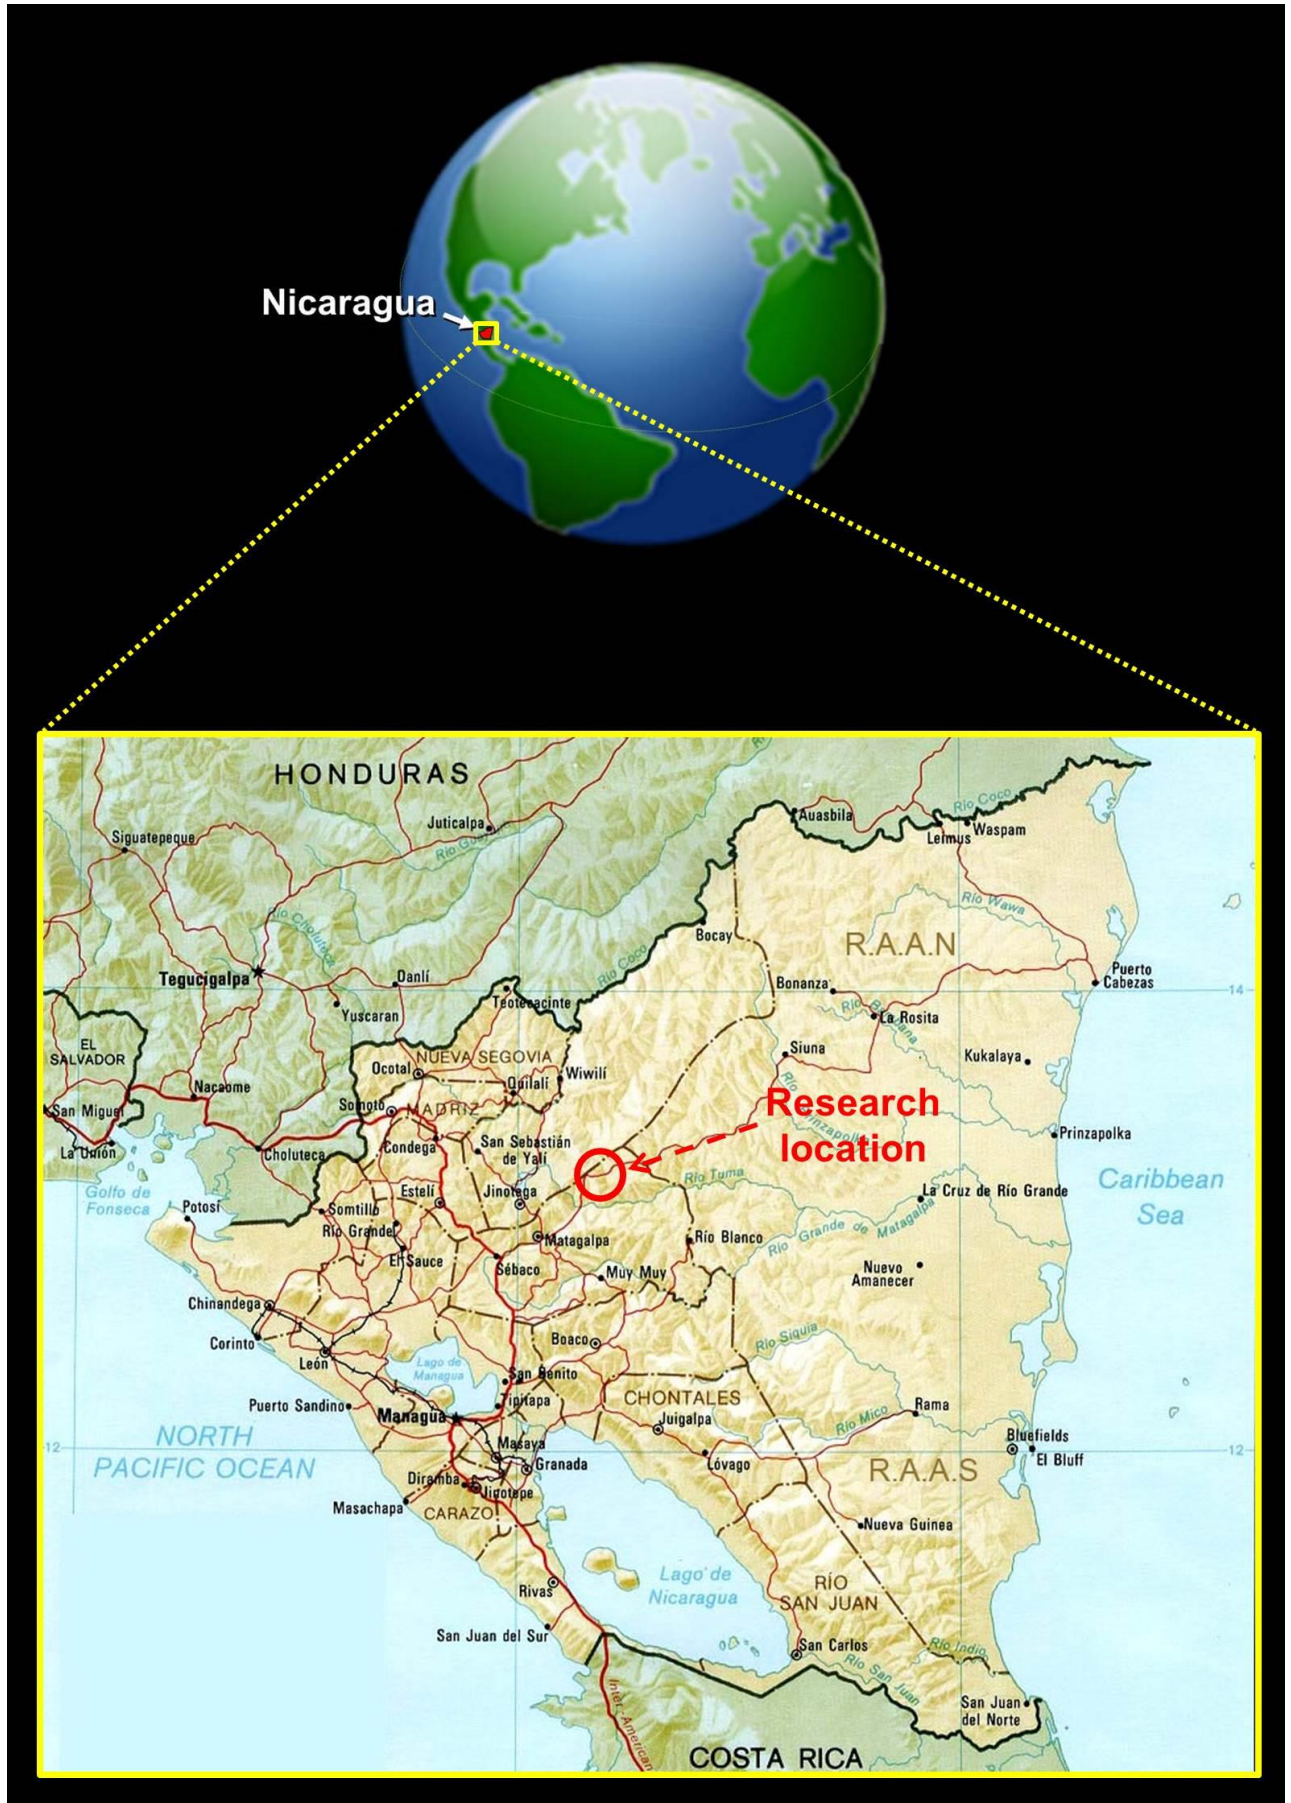 Nicaragua
HONDURAS
Siguatepeque
Juticalpa
Auasbila
Río Coco
Leimus
Waspam
Río Wawa
Río Choluteca
Bocay
R.A.A.N
Río Coco
Tegucigalpa
Danlí
Puerto
Cabezas
Bonanza
14
Teotecacinte
Yuscaran
La Rosita
EL
SALVADOR
NUEVA SEGOVIA
Siuna
Kukalaya
Ocotal
Wiwilí
Nacaome
Quilalí
Somoto
MADRIZ
San Miguel
Research
location
Prinzapolka
Condega
San Sebastián
de Yalí
La Unión
Choluteca
Río Tuma
Caribbean
Sea
Golfo de
Fonseca
Estelí
Jinotega
La Cruz de Río Grande
Potosí
Somtillo
Río Grande
Río Grande de Matagalpa
Matagalpa
Río Blanco
El Sauce
Sébaco
Muy Muy
Nuevo
Amanecer
Chinandega
Corinto
Boaco
Río Siquia
León
Lago de
Managua
San Benito
Tipitapa
CHONTALES
Puerto Sandino
Managua
Juigalpa
Río Mico
Rama
NORTH
PACIFIC OCEAN
12
Masaya
Granada
Lóvago
Bluefields
El Bluff
12
R.A.A.S
Diramba
Jinotepe
Masachapa
CARAZO
Nueva Guinea
Lago de
Nicaragua
RÍO
SAN JUAN
Rivas
San Juan del Sur
San Carlos
Río Indio
Río San Juan
San Juan
del Norte
Inter-American
COSTA RICA